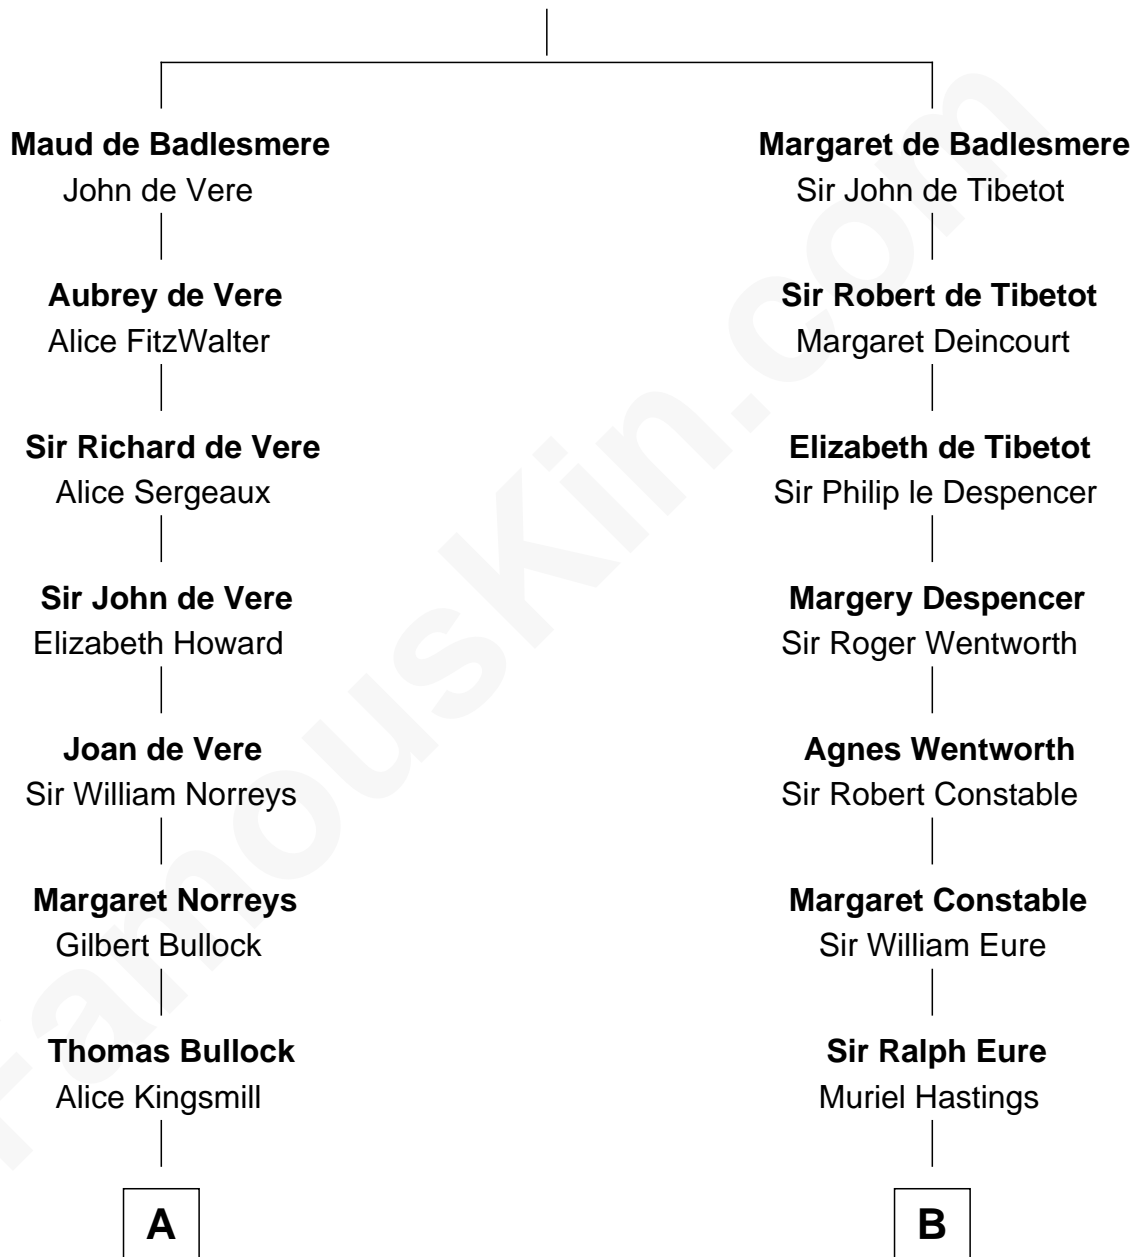 Maud de Badlesmere
John de Vere
Aubrey de Vere
Alice FitzWalter
Sir Richard de Vere
Alice Sergeaux
Sir John de Vere
Elizabeth Howard
Joan de Vere
Sir William Norreys
Margaret Norreys
Gilbert Bullock
Thomas Bullock
Alice Kingsmill
A
Margaret de Badlesmere
Sir John de Tibetot
Sir Robert de Tibetot
Margaret Deincourt
Elizabeth de Tibetot
Sir Philip le Despencer
Margery Despencer
Sir Roger Wentworth
Agnes Wentworth
Sir Robert Constable
Margaret Constable
Sir William Eure
Sir Ralph Eure
Muriel Hastings
B
FamousKin.com